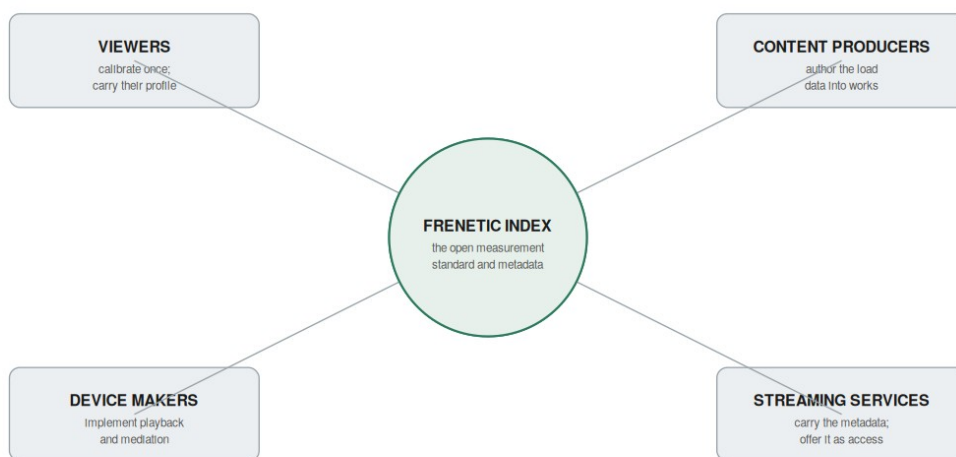 VIEWERS
calibrate once;
carry their profile
CONTENT PRODUCERS
author the load
data into works
FRENETIC INDEX
the open measurement
standard and metadata
DEVICE MAKERS
implement playback
and mediation
STREAMING SERVICES
carry the metadata;
offer it as access